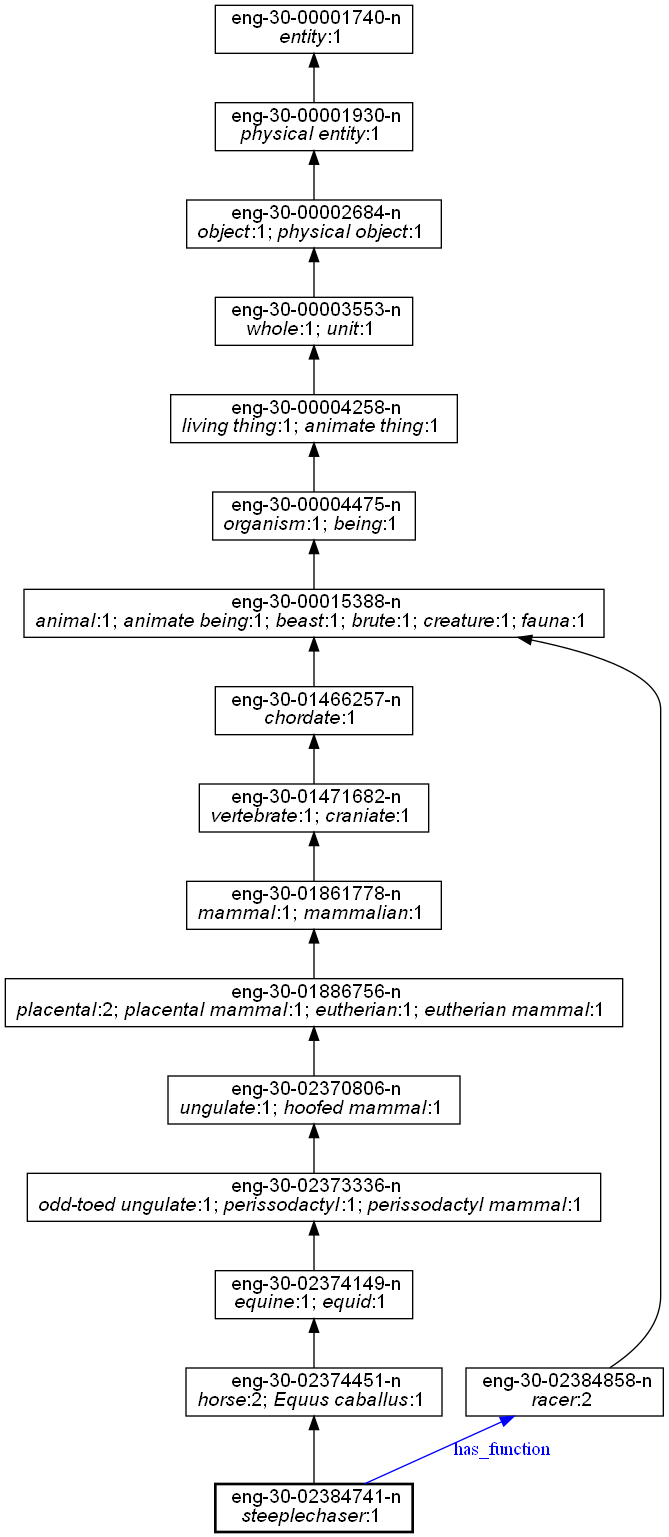 eng-30-00001740-n
entity:1
eng-30-00001930-n
physical entity:1
eng-30-00002684-n
object:1; physical object:1
eng-30-00003553-n
whole:1; unit:1
eng-30-00004258-n
living thing:1; animate thing:1
eng-30-00004475-n
organism:1; being:1
eng-30-00015388-n
animal:1; animate being:1; beast:1; brute:1; creature:1; fauna:1
eng-30-01466257-n
chordate:1
eng-30-01471682-n
vertebrate:1; craniate:1
eng-30-01861778-n
mammal:1; mammalian:1
eng-30-01886756-n
placental:2; placental mammal:1; eutherian:1; eutherian mammal:1
eng-30-02370806-n
ungulate:1; hoofed mammal:1
eng-30-02373336-n
odd-toed ungulate:1; perissodactyl:1; perissodactyl mammal:1
eng-30-02374149-n
equine:1; equid:1
eng-30-02374451-n
horse:2; Equus caballus:1
eng-30-02384858-n
racer:2
has_function
eng-30-02384741-n
steeplechaser:1